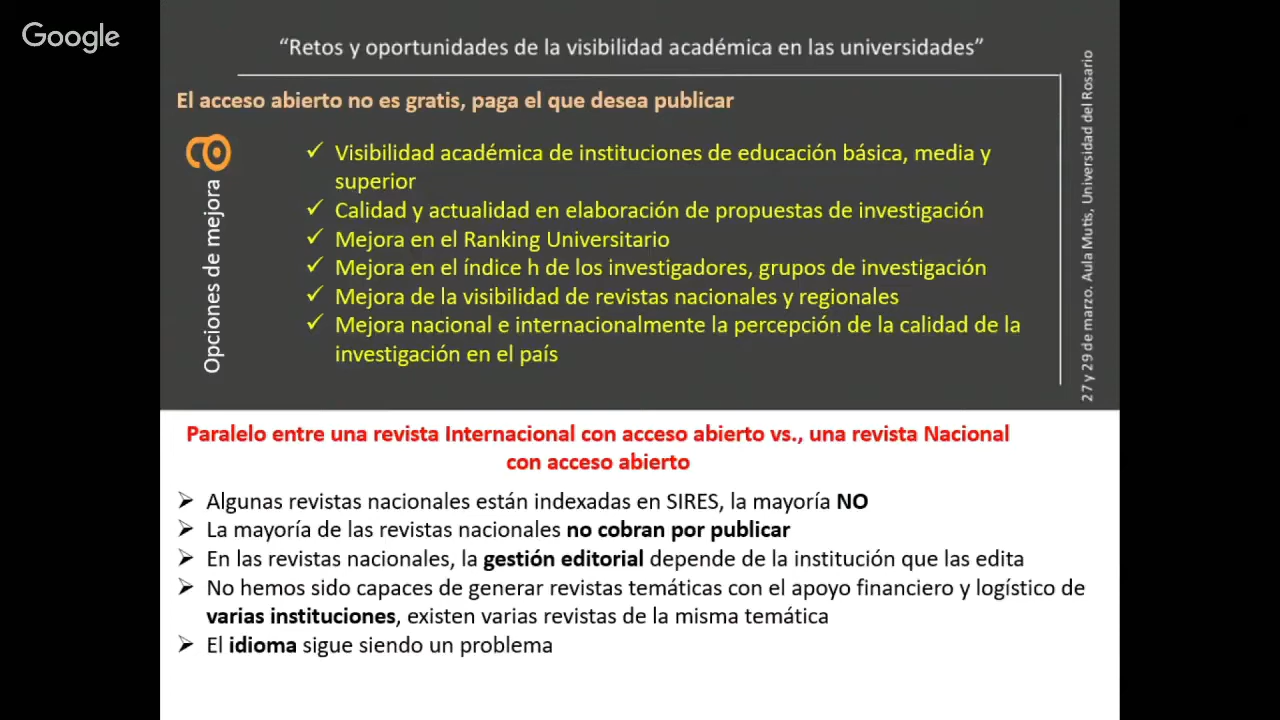 Google
“Retos y oportunidades de la visibilidad académica en las universidades”
El acceso abierto no es gratis, paga el que desea publicar
Opciones de mejora
✓ Visibilidad académica de instituciones de educación básica, media y
superior
✓ Calidad y actualidad en elaboración de propuestas de investigación
✓ Mejora en el Ranking Universitario
✓ Mejora en el índice h de los investigadores, grupos de investigación
✓ Mejora de la visibilidad de revistas nacionales y regionales
✓ Mejora nacional e internacionalmente la percepción de la calidad de la
investigación en el país
27 y 29 de marzo. Aula Mutis, Universidad del Rosario
Paralelo entre una revista Internacional con acceso abierto vs., una revista Nacional
con acceso abierto
➢ Algunas revistas nacionales están indexadas en SIRES, la mayoría NO
➢ La mayoría de las revistas nacionales no cobran por publicar
➢ En las revistas nacionales, la gestión editorial depende de la institución que las edita
➢ No hemos sido capaces de generar revistas temáticas con el apoyo financiero y logístico de
varias instituciones, existen varias revistas de la misma temática
➢ El idioma sigue siendo un problema